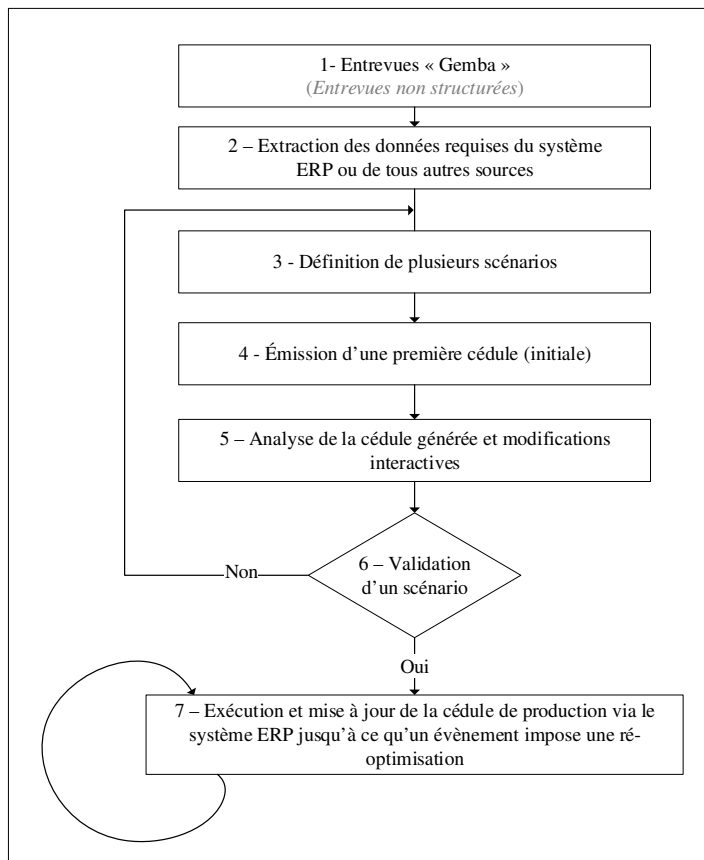 1- Entrevues « Gemba »
(Entrevues non structurées)
2 – Extraction des données requises du système
ERP ou de tous autres sources
3 - Définition de plusieurs scénarios
4 - Émission d’une première cédule (initiale)
5 – Analyse de la cédule générée et modifications
interactives
6 – Validation
d’un scénario
Non
Oui
7 – Exécution et mise à jour de la cédule de production via le
système ERP jusqu’à ce qu’un évènement impose une ré-
optimisation